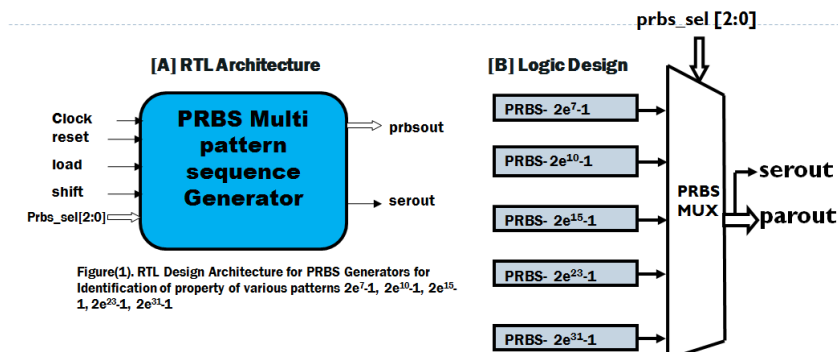 prbs_sel [2:0]
[A] RTL Architecture
[B] Logic Design
Clock
reset
load
shift
Prbs_sel[2:0]
PRBS Multi
pattern
sequence
Generator
prbsout
serout
Figure(1). RTL Design Architecture for PRBS Generators for
Identification of property of various patterns 2e⁷-1, 2e¹⁰-1, 2e¹⁵-
1, 2e²³-1, 2e³¹-1
PRBS- 2e⁷-1
PRBS- 2e¹⁰-1
PRBS- 2e¹⁵-1
PRBS- 2e²³-1
PRBS- 2e³¹-1
PRBS
MUX
serout
parout